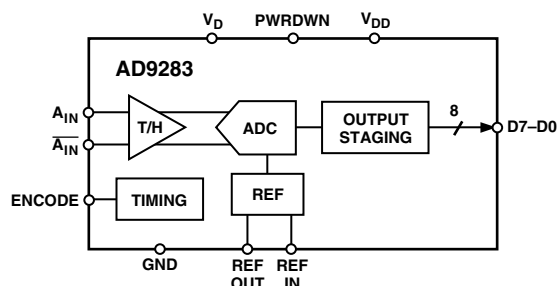 V_D PWRDWN V_DD
AD9283
A_IN
T/H
ADC
OUTPUT
STAGING
8
D7–D0
A̅_I̅N̅
ENCODE
TIMING
REF
GND
REF
OUT
REF
IN